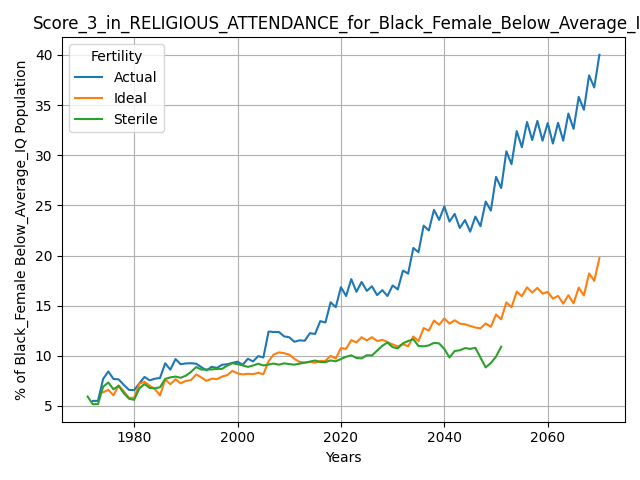 Score_3_in_RELIGIOUS_ATTENDANCE_for_Black_Female_Below_Average_I
Fertility
Actual
Ideal
Sterile
% of Black_Female Below_Average_IQ Population
40
35
30
25
20
15
10
5
1980 2000 2020 2040 2060
Years